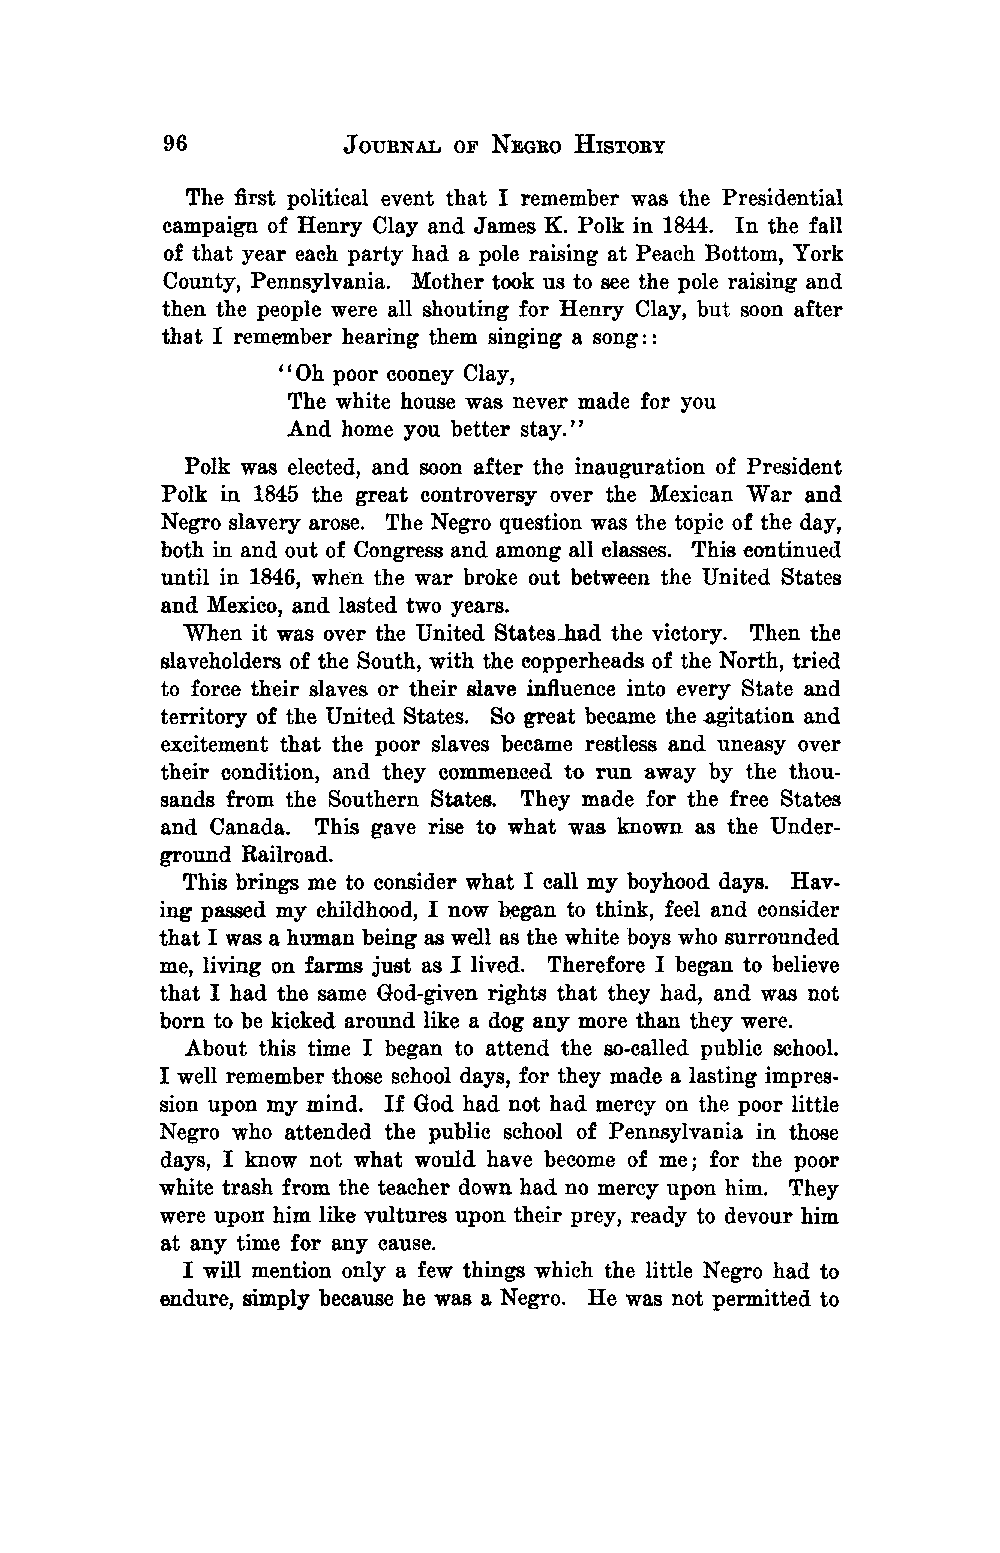 96 JOURNAL OF NEGRO HISTORY
The first political event that I remember was the Presidential
campaign of Henry Clay and James K. Polk in 1844. In the fall
of that year each party had a pole raising at Peach Bottom, York
County, Pennsylvania. Mother took us to see the pole raising and
then the people were all shouting for Henry Clay, but soon after
that I remember hearing them singing a song::
"Oh poor cooney Clay,
The white house was never made for you
And home you better stay."
Polk was elected, and soon after the inauguration of President
Polk in 1845 the great controversy over the Mexican War and
Negro slavery arose. The Negro question was the topic of the day,
both in and out of Congress and among all classes. This continued
until in 1846, when the war broke out between the United States
and Mexico, and lasted two years.
When it was over the United States had the victory. Then the
slaveholders of the South, with the copperheads of the North, tried
to force their slaves or their slave influence into every State and
territory of the United States. So great became the agitation and
excitement that the poor slaves became restless and uneasy over
their condition, and they commenced to run away by the thou-
sands from the Southern States. They made for the free States
and Canada. This gave rise to what was known as the Under-
ground Railroad.
This brings me to consider what I call my boyhood days. Hav-
ing passed my childhood, I now began to think, feel and consider
that I was a human being as well as the white boys who surrounded
me, living on farms just as I lived. Therefore I began to believe
that I had the same God-given rights that they had, and was not
born to be kicked around like a dog any more than they were.
About this time I began to attend the so-called public school.
I well remember those school days, for they made a lasting impres-
sion upon my mind. If God had not had mercy on the poor little
Negro who attended the public school of Pennsylvania in those
days, I know not what would have become of me; for the poor
white trash from the teacher down had no mercy upon him. They
were upon him like vultures upon their prey, ready to devour him
at any time for any cause.
I will mention only a few things which the little Negro had to
endure, simply because he was a Negro. He was not permitted to